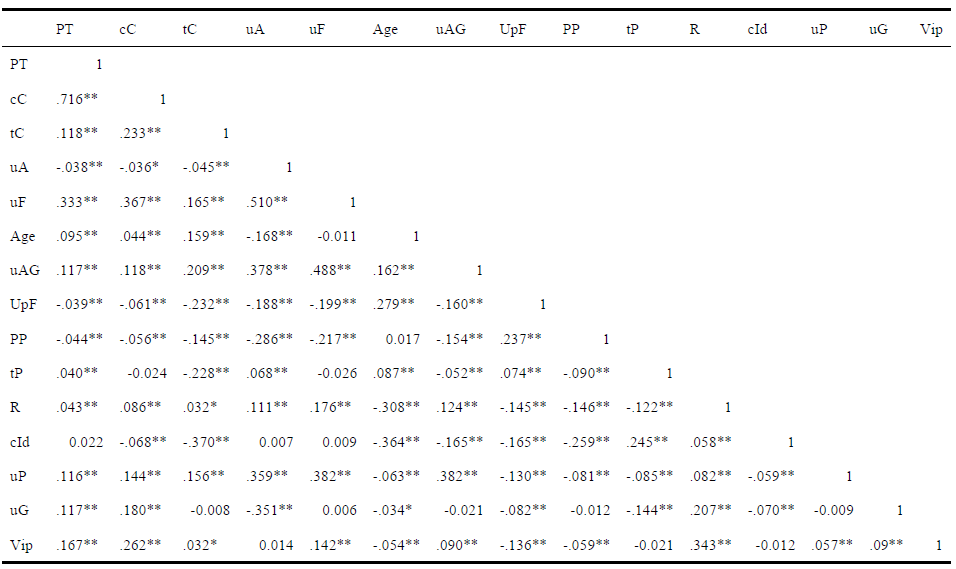 PT cC tC uA uF Age uAG UpF PP tP R cId uP uG Vip
PT 1
cC .716** 1
tC .118** .233** 1
uA -.038** -.036* -.045** 1
uF .333** .367** .165** .510** 1
Age .095** .044** .159** -.168** -0.011 1
uAG .117** .118** .209** .378** .488** .162** 1
UpF -.039** -.061** -.232** -.188** -.199** .279** -.160** 1
PP -.044** -.056** -.145** -.286** -.217** 0.017 -.154** .237** 1
tP .040** -0.024 -.228** .068** -0.026 .087** -.052** .074** -.090** 1
R .043** .086** .032* .111** .176** -.308** .124** -.145** -.146** -.122** 1
cId 0.022 -.068** -.370** 0.007 0.009 -.364** -.165** -.165** -.259** .245** .058** 1
uP .116** .144** .156** .359** .382** -.063** .382** -.130** -.081** -.085** .082** -.059** 1
uG .117** .180** -0.008 -.351** 0.006 -.034* -0.021 -.082** -0.012 -.144** .207** -.070** -0.009 1
Vip .167** .262** .032* 0.014 .142** -.054** .090** -.136** -.059** -0.021 .343** -0.012 .057** .09** 1